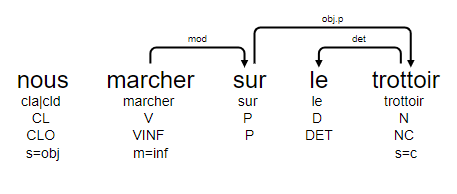 obj.p
mod det
nous marcher sur le trottoir
cla|cld marcher sur le trottoir
CL V P D N
CLO VINF P DET NC
s=obj m=inf s=c